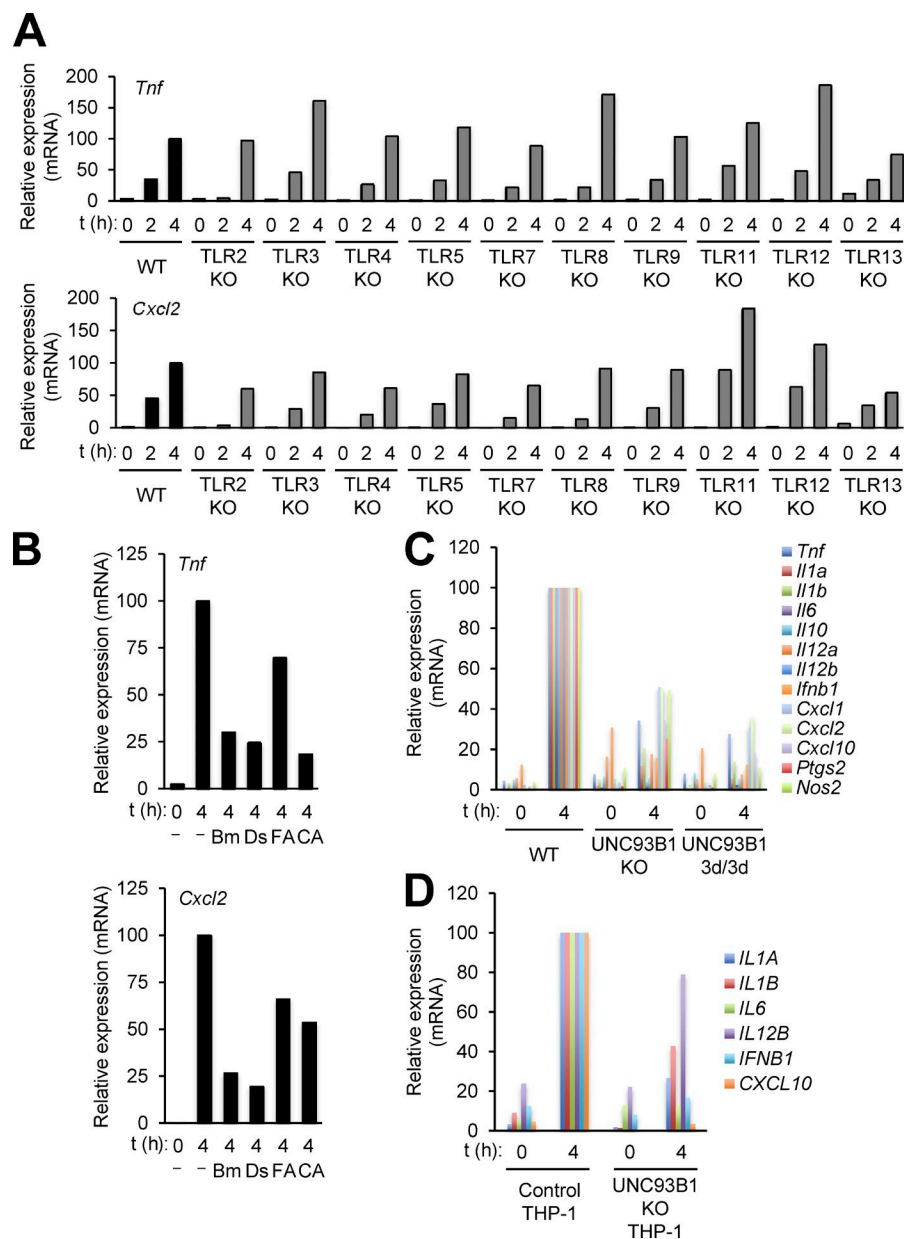 A
Relative expression
(mRNA)
Tnf
200
150
100
50
0
t (h): 0 2 4 0 2 4 0 2 4 0 2 4 0 2 4 0 2 4 0 2 4 0 2 4 0 2 4 0 2 4 0 2 4
WT TLR2 TLR3 TLR4 TLR5 TLR7 TLR8 TLR9 TLR11 TLR12 TLR13
KO KO KO KO KO KO KO KO KO KO
Relative expression
(mRNA)
Cxcl2
200
150
100
50
0
t (h): 0 2 4 0 2 4 0 2 4 0 2 4 0 2 4 0 2 4 0 2 4 0 2 4 0 2 4 0 2 4 0 2 4
WT TLR2 TLR3 TLR4 TLR5 TLR7 TLR8 TLR9 TLR11 TLR12 TLR13
KO KO KO KO KO KO KO KO KO KO
B
Relative expression (mRNA)
Tnf
125
100
75
50
25
0
t (h): 0 4 4 4 4 4
– – Bm Ds FA CA
Relative expression (mRNA)
Cxcl2
125
100
75
50
25
0
t (h): 0 4 4 4 4 4
– – Bm Ds FA CA
C
Relative expression
(mRNA)
120
100
80
60
40
20
0
t (h): 0 4 0 4 0 4
WT UNC93B1 UNC93B1
KO 3d/3d
Tnf
Il1a
Il1b
Il6
Il10
Il12a
Il12b
Ifnb1
Cxcl1
Cxcl2
Cxcl10
Ptgs2
Nos2
D
Relative expression
(mRNA)
120
100
80
60
40
20
0
t (h): 0 4 0 4
Control UNC93B1
THP-1 KO
THP-1
IL1A
IL1B
IL6
IL12B
IFNB1
CXCL10